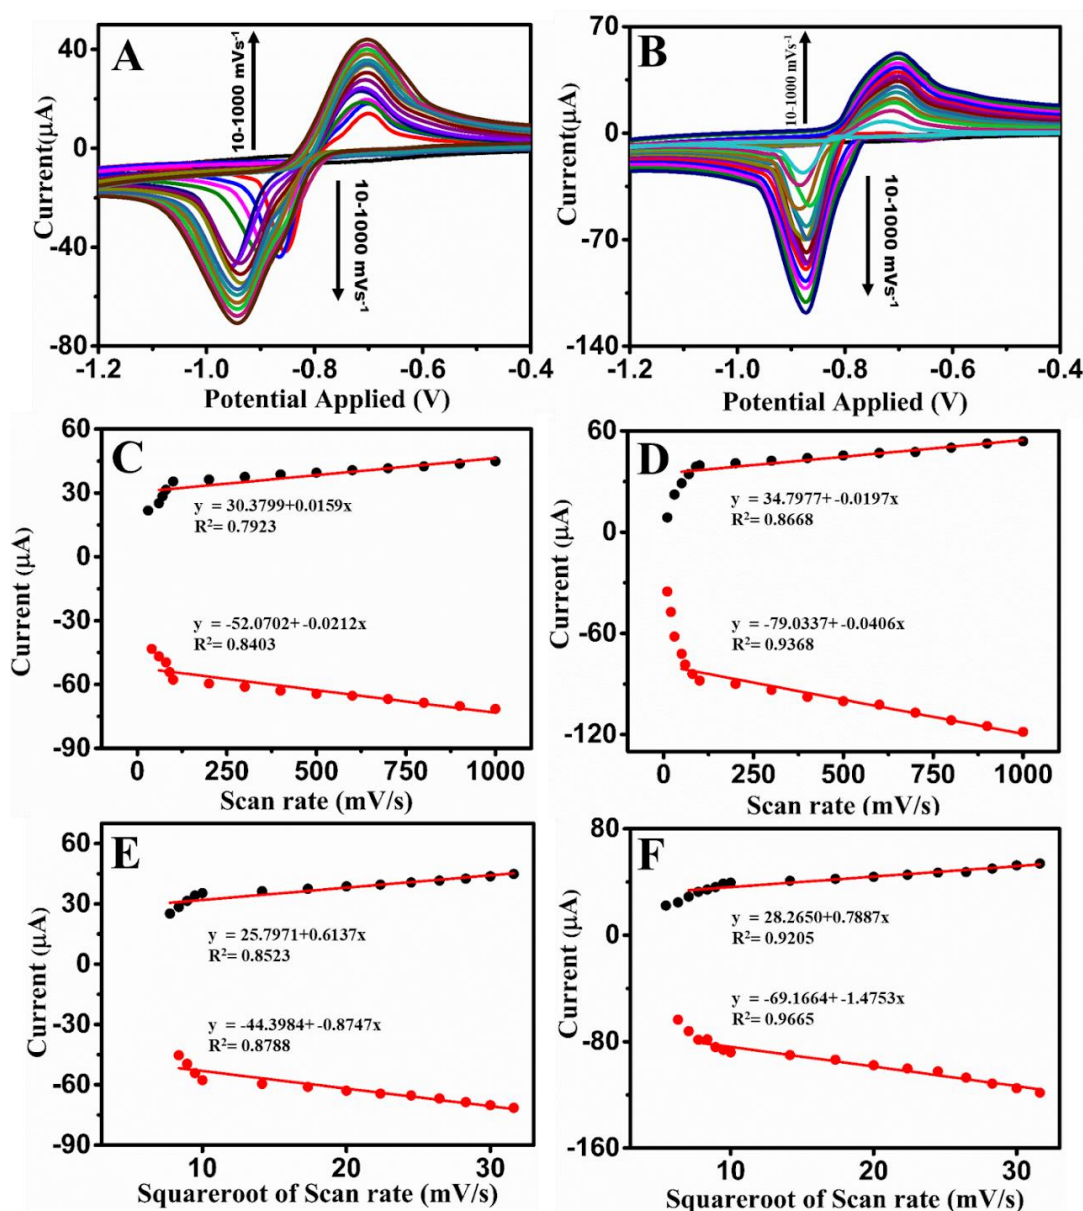 A
B
40
0
-40
-80
Current(µA)
10-1000 mVs-1
10-1000 mVs-1
-1.2
-1.0
-0.8
-0.6
-0.4
Potential Applied (V)
70
0
-70
-140
Current(µA)
10-1000 mVs-1
10-1000 mVs-1
-1.2
-1.0
-0.8
-0.6
-0.4
Potential Applied (V)
C
60
30
0
-30
-60
-90
Current (µA)
y = 30.3799+0.0159x
R2= 0.7923
y = -52.0702+ -0.0212x
R2= 0.8403
0
250
500
750
1000
Scan rate (mV/s)
D
60
0
-60
-120
Current (µA)
y = 34.7977+ -0.0197x
R2= 0.8668
y = -79.0337+ -0.0406x
R2= 0.9368
0
250
500
750
1000
Scan rate (mV/s)
E
60
30
0
-30
-60
-90
Current (µA)
y = 25.7971+0.6137x
R2= 0.8523
y = -44.3984+ -0.8747x
R2= 0.8788
10
20
30
Squareroot of Scan rate (mV/s)
F
80
0
-80
-160
Current (µA)
y = 28.2650+0.7887x
R2= 0.9205
y = -69.1664+ -1.4753x
R2= 0.9665
10
20
30
Squareroot of Scan rate (mV/s)